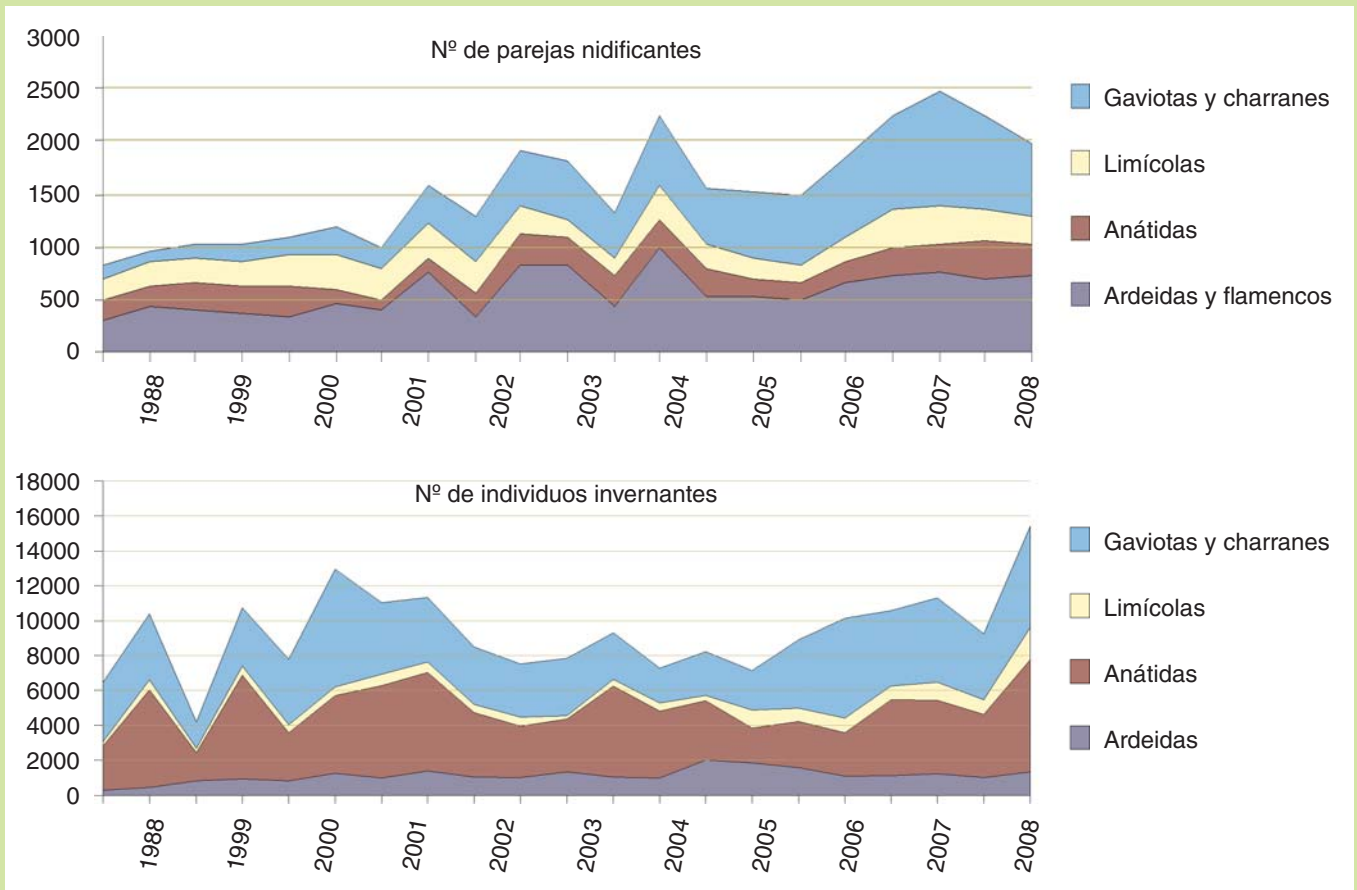 Nº de parejas nidificantes
3000
2500
2000
1500
1000
500
0
1988 1999 2000 2001 2002 2003 2004 2005 2006 2007 2008
Gaviotas y charranes
Limícolas
Anátidas
Ardeidas y flamencos
Nº de individuos invernantes
18000
16000
14000
12000
10000
8000
6000
4000
2000
0
1988 1999 2000 2001 2002 2003 2004 2005 2006 2007 2008
Gaviotas y charranes
Limícolas
Anátidas
Ardeidas